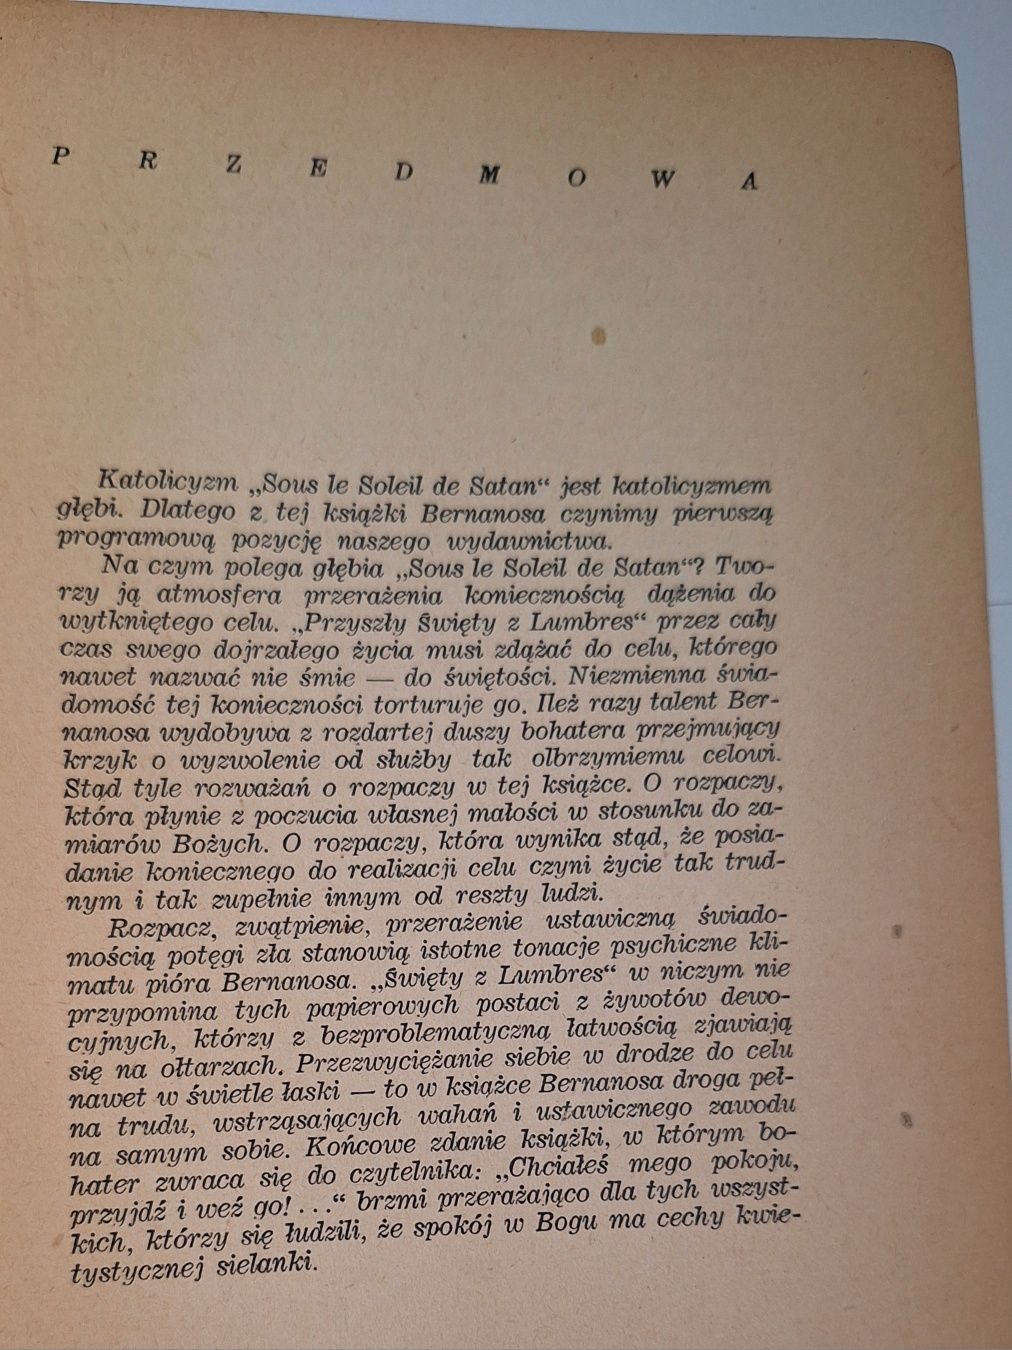 PRZEDMOWA
Katolicyzm „Sous le Soleil de Satan“ jest katolicyzmem
głębi. Dlatego z tej książki Bernanosa czynimy pierwszą
programową pozycję naszego wydawnictwa.
Na czym polega głębia „Sous le Soleil de Satan“? Two-
rzy ją atmosfera przerażenia koniecznością dążenia do
wytkniętego celu. „Przyszły Święty z Lumbres“ przez cały
czas swego dojrzałego życia musi zdążać do celu, którego
nawet nazwać nie śmie — do świętości. Niezmienna świa-
domość tej konieczności torturuje go. Ileż razy talent Ber-
nanosa wydobywa z rozdartej duszy bohatera przejmujący
krzyk o wyzwolenie od służby tak olbrzymiemu celowi.
Stąd tyle rozważań o rozpaczy w tej książce. O rozpaczy,
która płynie z poczucia własnej małości w stosunku do za-
miarów Bożych. O rozpaczy, która wynika stąd, że posia-
danie koniecznego do realizacji celu czyni życie tak trud-
nym i tak zupełnie innym od reszty ludzi.
Rozpacz, zwątpienie, przerażenie ustawiczną świado-
mością potęgi zła stanowią istotne tonacje psychiczne kli-
matu pióra Bernanosa. „Święty z Lumbres“ w niczym nie
przypomina tych papierowych postaci z żywotów dewo-
cyjnych, którzy z bezproblematyczną łatwością zjawiają
się na ołtarzach. Przezwyciężanie siebie w drodze do celu
nawet w świetle łaski — to w książce Bernanosa droga peł-
na trudu, wstrząsających wahań i ustawicznego zawodu
na samym sobie. Końcowe zdanie książki, w którym bo-
hater zwraca się do czytelnika: „Chciałeś mego pokoju,
przyjdź i weź go!...“ brzmi przerażająco dla tych wszyst-
kich, którzy się łudzili, że spokój w Bogu ma cechy kwie-
tystycznej sielanki.